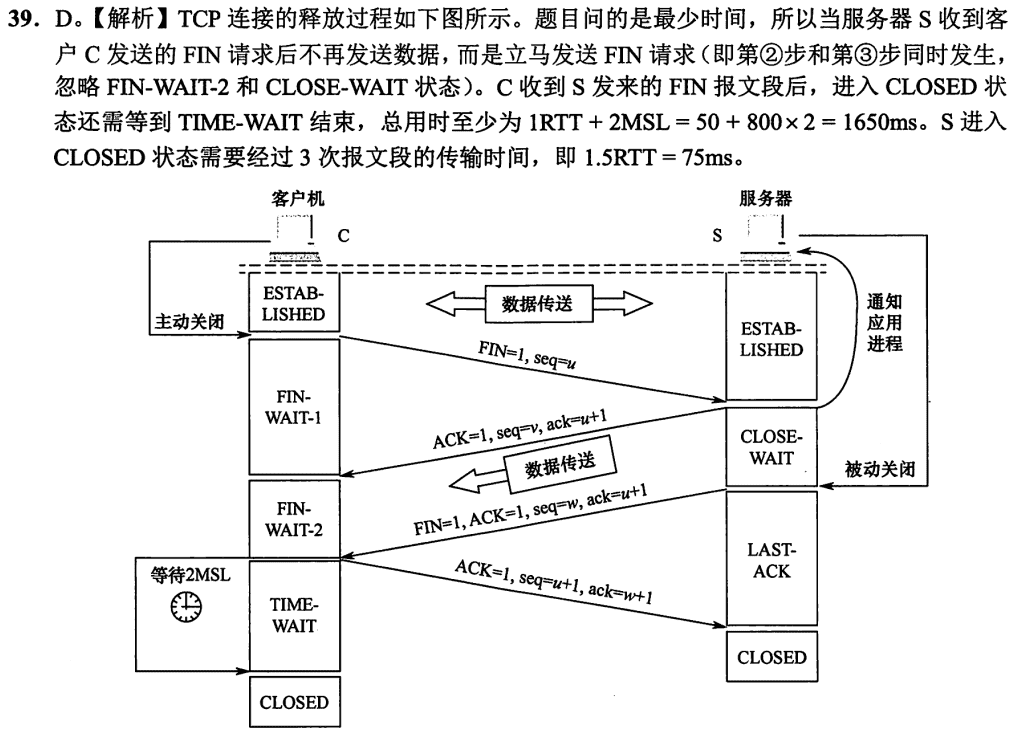 39. D。【解析】TCP 连接的释放过程如下图所示。题目问的是最少时间，所以当服务器 S 收到客
户 C 发送的 FIN 请求后不再发送数据，而是立马发送 FIN 请求（即第②步和第③步同时发生，
忽略 FIN-WAIT-2 和 CLOSE-WAIT 状态）。C 收到 S 发来的 FIN 报文段后，进入 CLOSED 状
态还需等到 TIME-WAIT 结束，总用时至少为 1RTT + 2MSL = 50 + 800 × 2 = 1650ms。S 进入
CLOSED 状态需要经过 3 次报文段的传输时间，即 1.5RTT = 75ms。
客户机
服务器
C
S
ESTAB-
LISHED
数据传送
通知
应用
进程
主动关闭
ESTAB-
LISHED
FIN=1, seq=u
FIN-
WAIT-1
ACK=1, seq=v, ack=u+1
CLOSE-
WAIT
数据传送
被动关闭
FIN-
WAIT-2
FIN=1, ACK=1, seq=w, ack=u+1
LAST-
ACK
等待2MSL
ACK=1, seq=u+1, ack=w+1
TIME-
WAIT
CLOSED
CLOSED